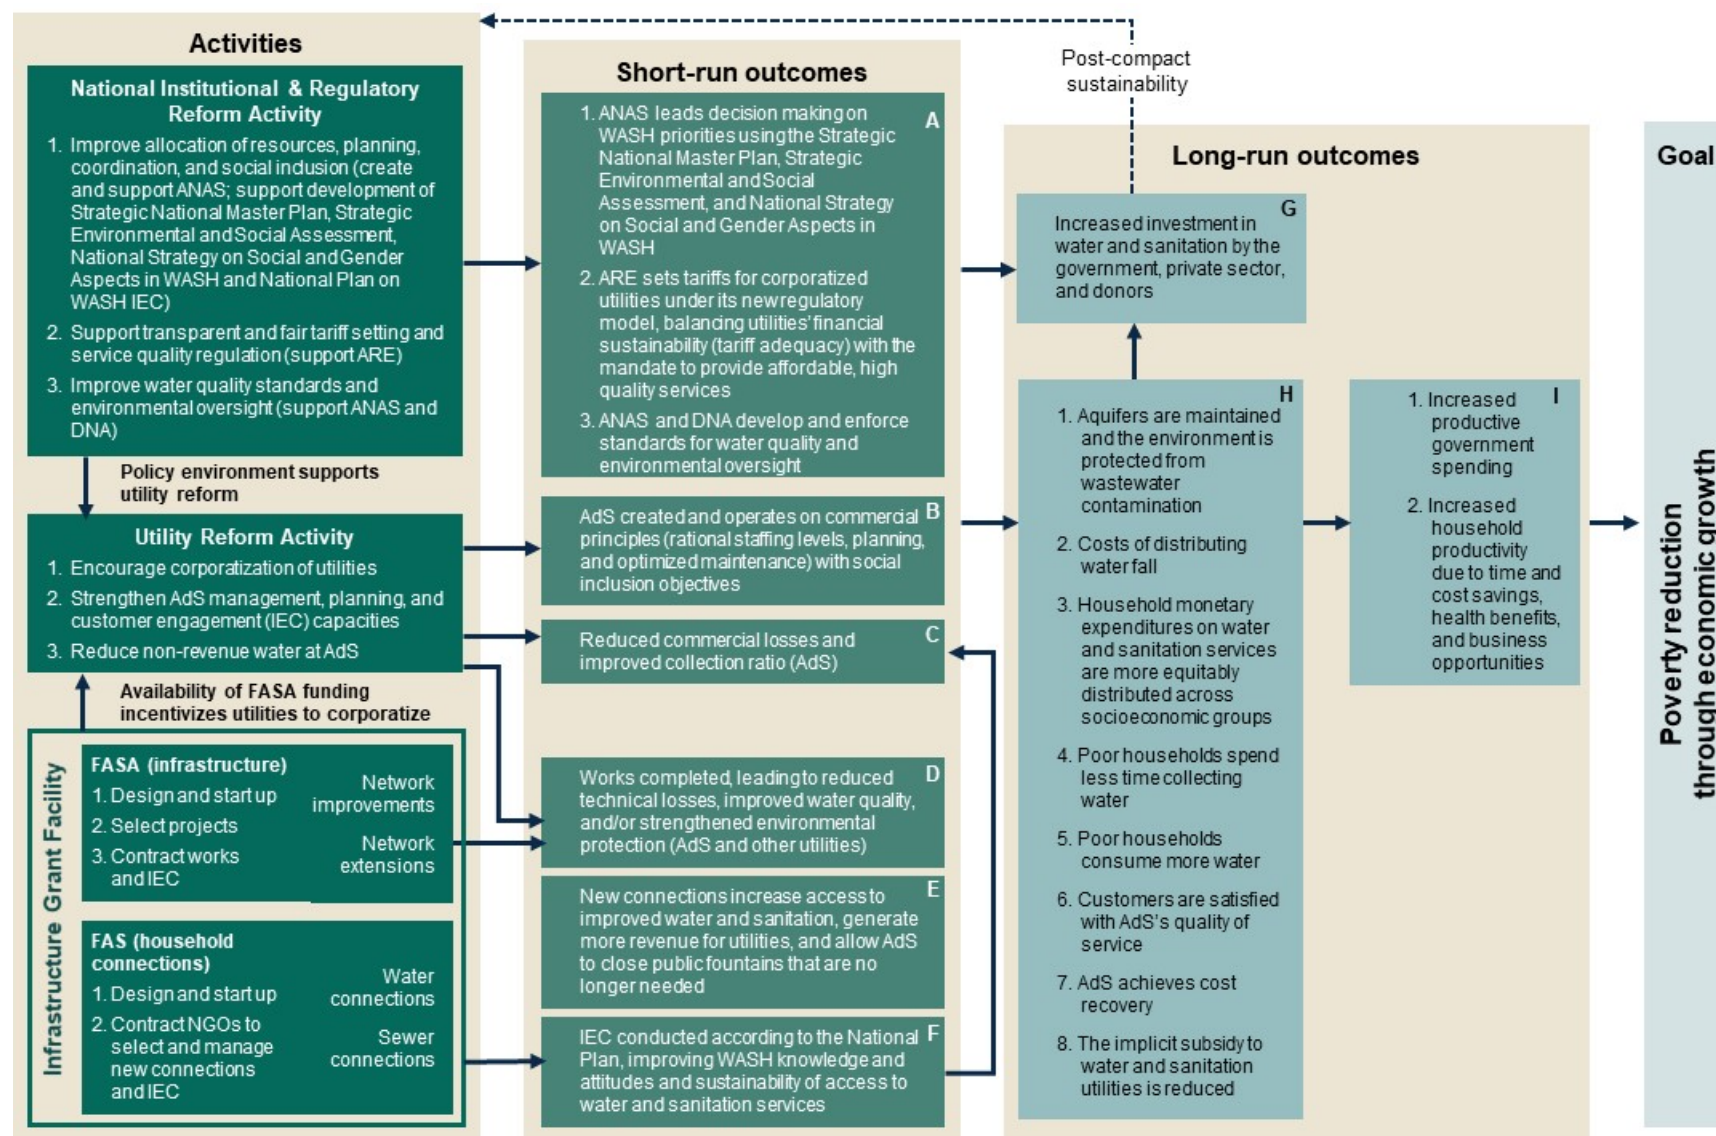 Activities
National Institutional & Regulatory
Reform Activity
1. Improve allocation of resources, planning,
coordination, and social inclusion (create
and support ANAS; support development of
Strategic National Master Plan, Strategic
Environmental and Social Assessment,
National Strategy on Social and Gender
Aspects in WASH and National Plan on
WASH IEC)
2. Support transparent and fair tariff setting and
service quality regulation (support ARE)
3. Improve water quality standards and
environmental oversight (support ANAS and
DNA)
Policy environment supports
utility reform
Utility Reform Activity
1. Encourage corporatization of utilities
2. Strengthen AdS management, planning, and
customer engagement (IEC) capacities
3. Reduce non-revenue water at AdS
Availability of FASA funding
incentivizes utilities to corporatize
Infrastructure Grant Facility
FASA (infrastructure)
1. Design and start up
2. Select projects
3. Contract works
and IEC
Network
improvements
Network
extensions
FAS (household
connections)
1. Design and start up
2. Contract NGOs to
select and manage
new connections
and IEC
Water
connections
Sewer
connections
Short-run outcomes
A
1. ANAS leads decision making on
WASH priorities using the Strategic
National Master Plan, Strategic
Environmental and Social
Assessment, and National Strategy
on Social and Gender Aspects in
WASH
2. ARE sets tariffs for corporatized
utilities under its new regulatory
model, balancing utilities' financial
sustainability (tariff adequacy) with the
mandate to provide affordable, high
quality services
3. ANAS and DNA develop and enforce
standards for water quality and
environmental oversight
B
AdS created and operates on commercial
principles (rational staffing levels, planning,
and optimized maintenance) with social
inclusion objectives
C
Reduced commercial losses and
improved collection ratio (AdS)
D
Works completed, leading to reduced
technical losses, improved water quality,
and/or strengthened environmental
protection (AdS and other utilities)
E
New connections increase access to
improved water and sanitation, generate
more revenue for utilities, and allow AdS
to close public fountains that are no
longer needed
F
IEC conducted according to the National
Plan, improving WASH knowledge and
attitudes and sustainability of access to
water and sanitation services
Post-compact
sustainability
Long-run outcomes
G
Increased investment in
water and sanitation by the
government, private sector,
and donors
H
1. Aquifers are maintained
and the environment is
protected from
wastewater
contamination
2. Costs of distributing
water fall
3. Household monetary
expenditures on water
and sanitation services
are more equitably
distributed across
socioeconomic groups
4. Poor households spend
less time collecting
water
5. Poor households
consume more water
6. Customers are satisfied
with AdS's quality of
service
7. AdS achieves cost
recovery
8. The implicit subsidy to
water and sanitation
utilities is reduced
I
1. Increased
productive
government
spending
2. Increased
household
productivity
due to time and
cost savings,
health benefits,
and business
opportunities
Goal
Poverty reduction
through economic growth